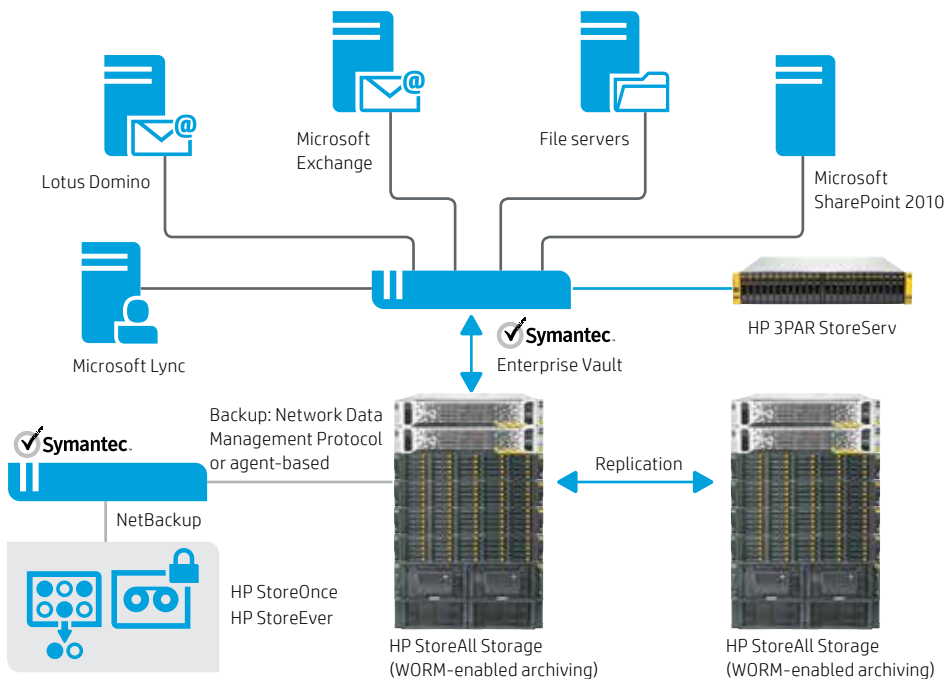 @
@
Lotus Domino
Microsoft
Exchange
File servers
Microsoft
SharePoint 2010
Microsoft Lync
HP 3PAR StoreServ
Symantec.
Enterprise Vault
Backup: Network Data
Management Protocol
or agent-based
Symantec.
Replication
NetBackup
HP StoreOnce
HP StoreEver
HP StoreAll Storage
(WORM-enabled archiving)
HP StoreAll Storage
(WORM-enabled archiving)